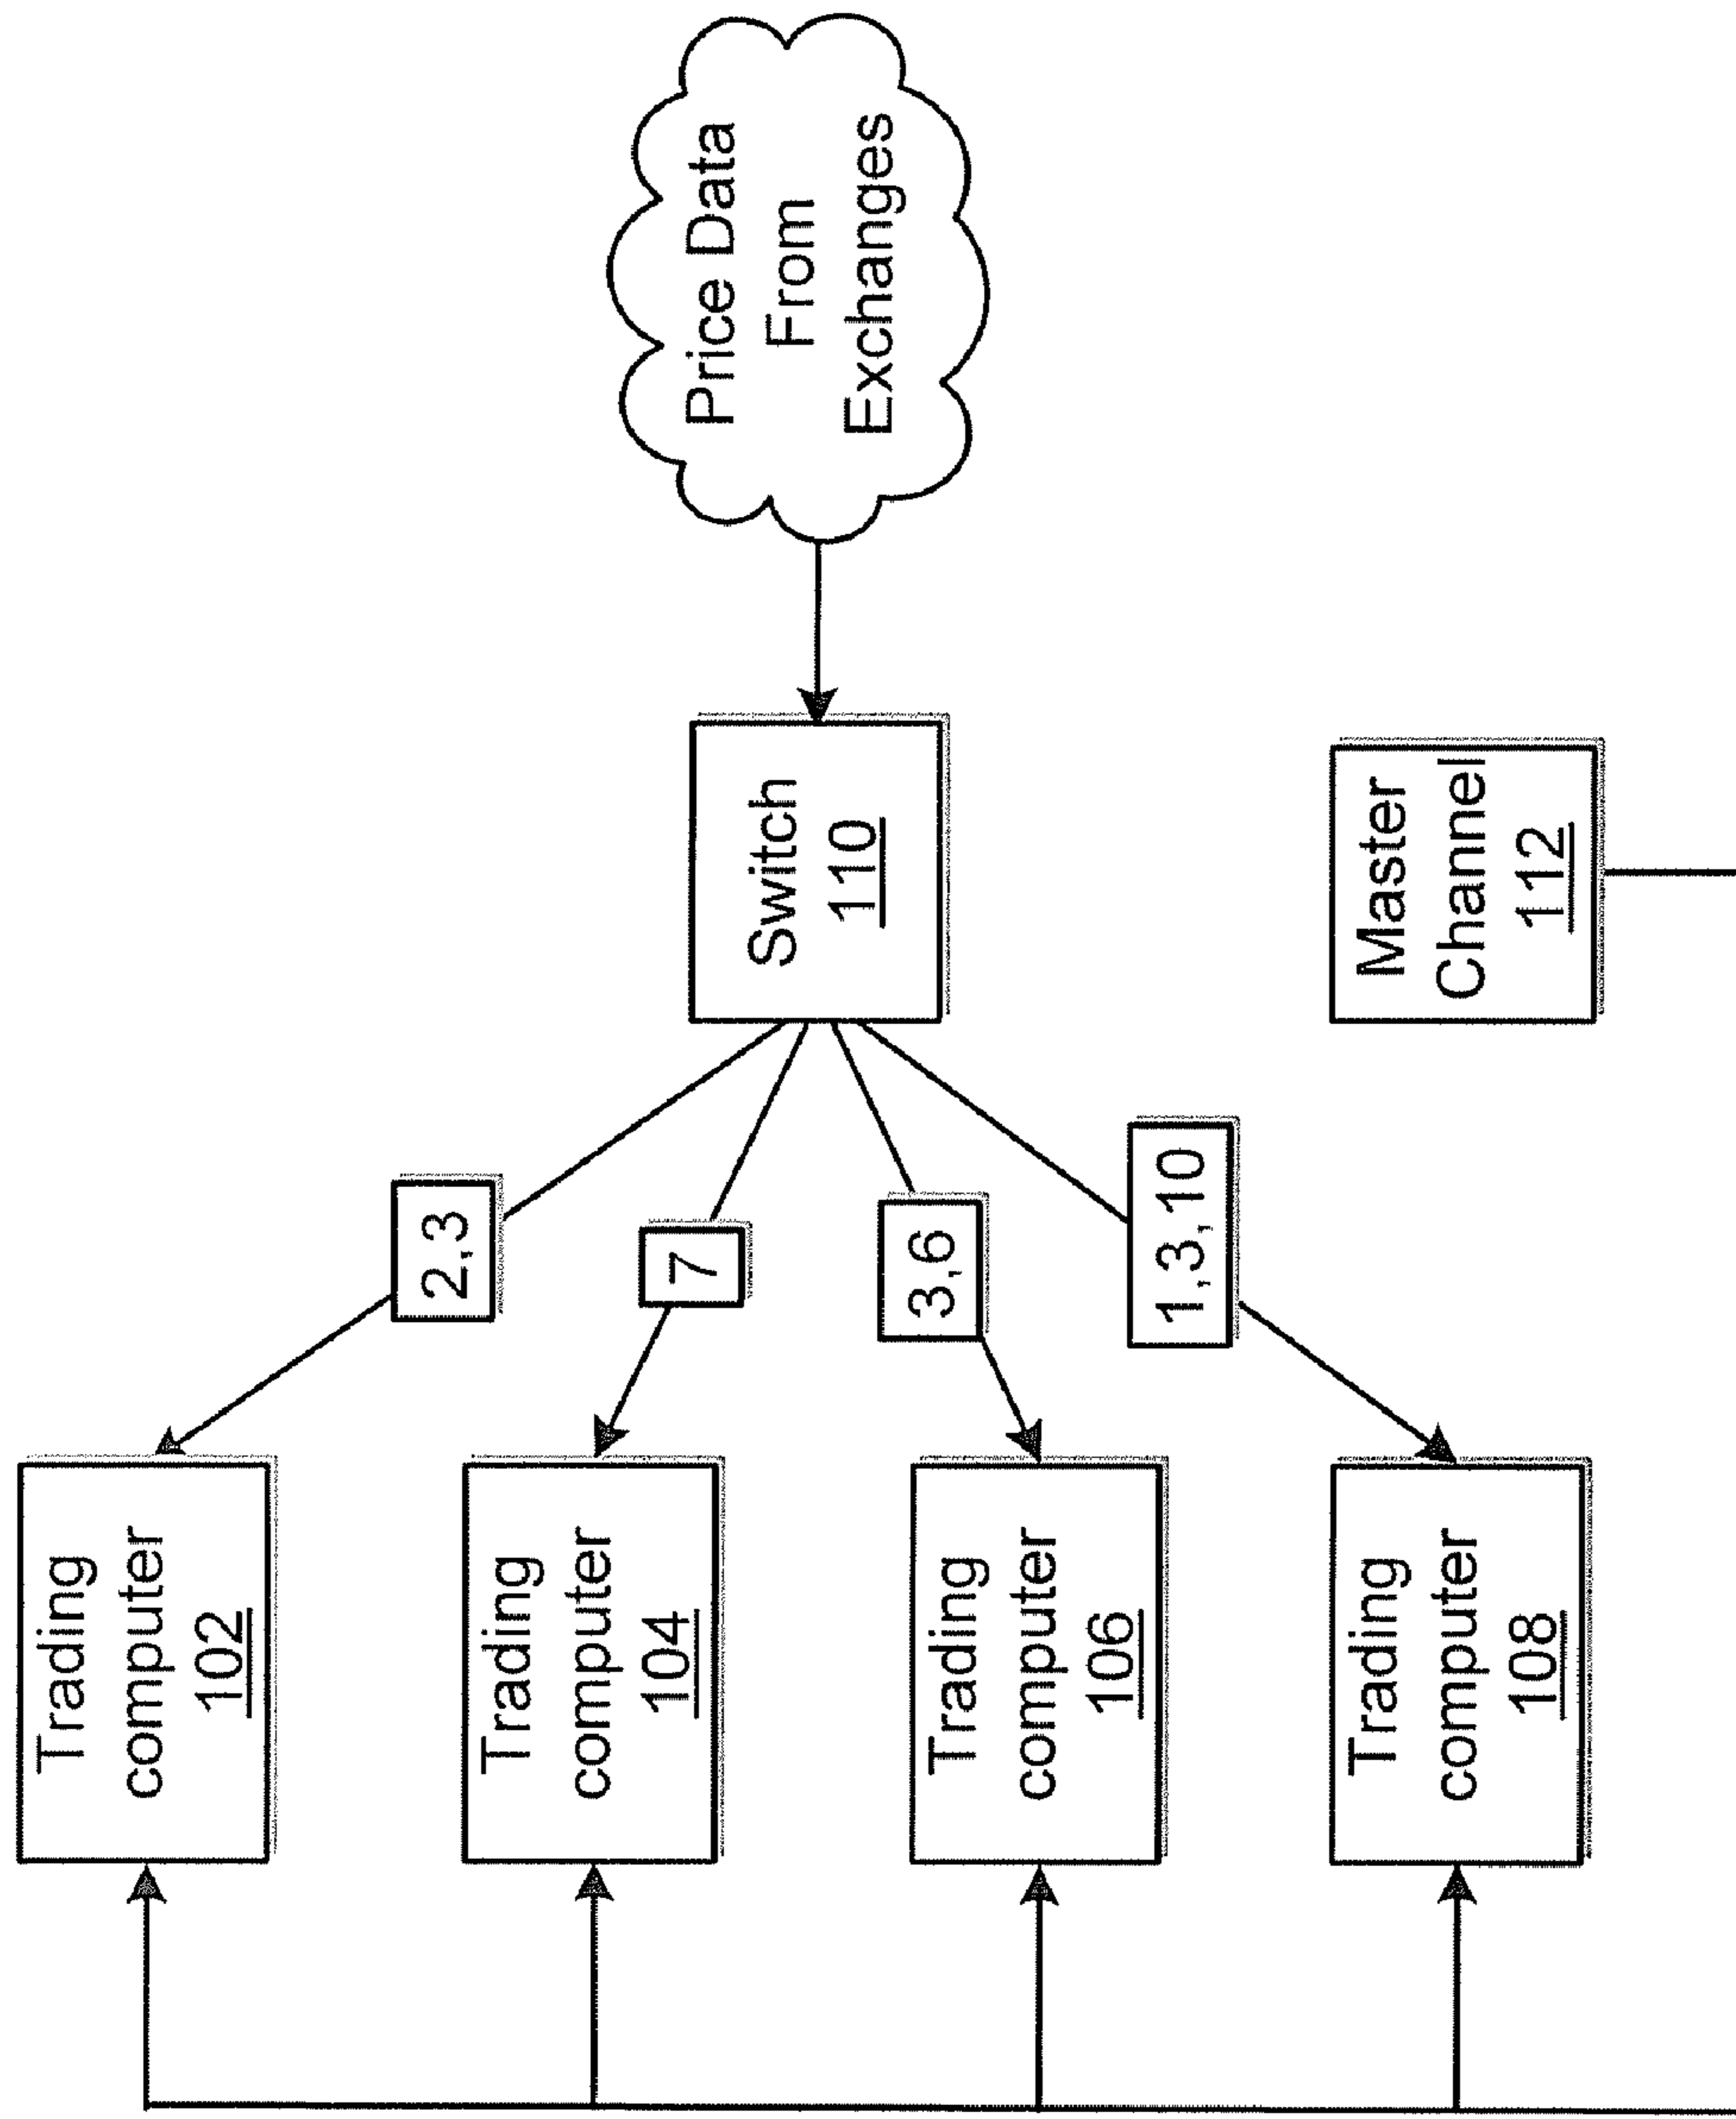 Trading
computer
102
Trading
computer
104
Trading
computer
106
Trading
computer
108
2,3
7
3,6
1,3,10
Switch
110
Master
Channel
112
Price Data
From
Exchanges